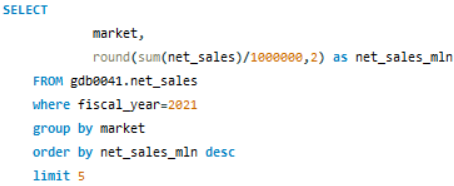 SELECT
market,
round(sum(net_sales)/1000000,2) as net_sales_mln
FROM gdb0041.net_sales
where fiscal_year=2021
group by market
order by net_sales_mln desc
limit 5